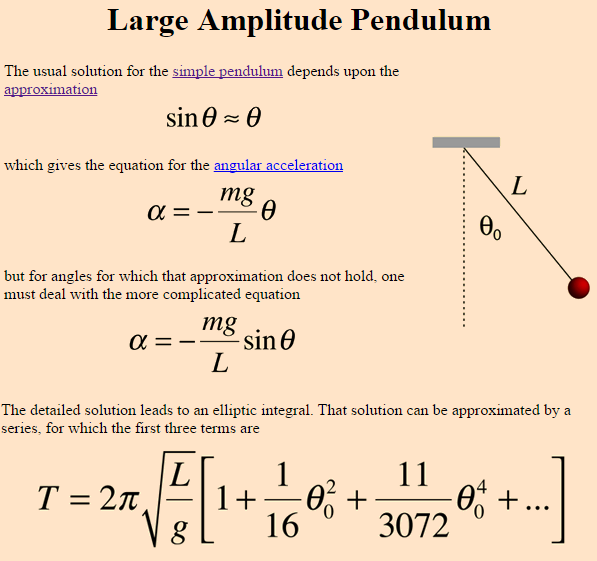 Large Amplitude Pendulum
The usual solution for the simple pendulum depends upon the
approximation
sin θ ≈ θ
which gives the equation for the angular acceleration
α = − mg/L θ
L
θ₀
but for angles for which that approximation does not hold, one
must deal with the more complicated equation
α = − mg/L sin θ
The detailed solution leads to an elliptic integral. That solution can be approximated by a
series, for which the first three terms are
T = 2π √(L/g) [1 + 1/16 θ₀² + 11/3072 θ₀⁴ + ...]